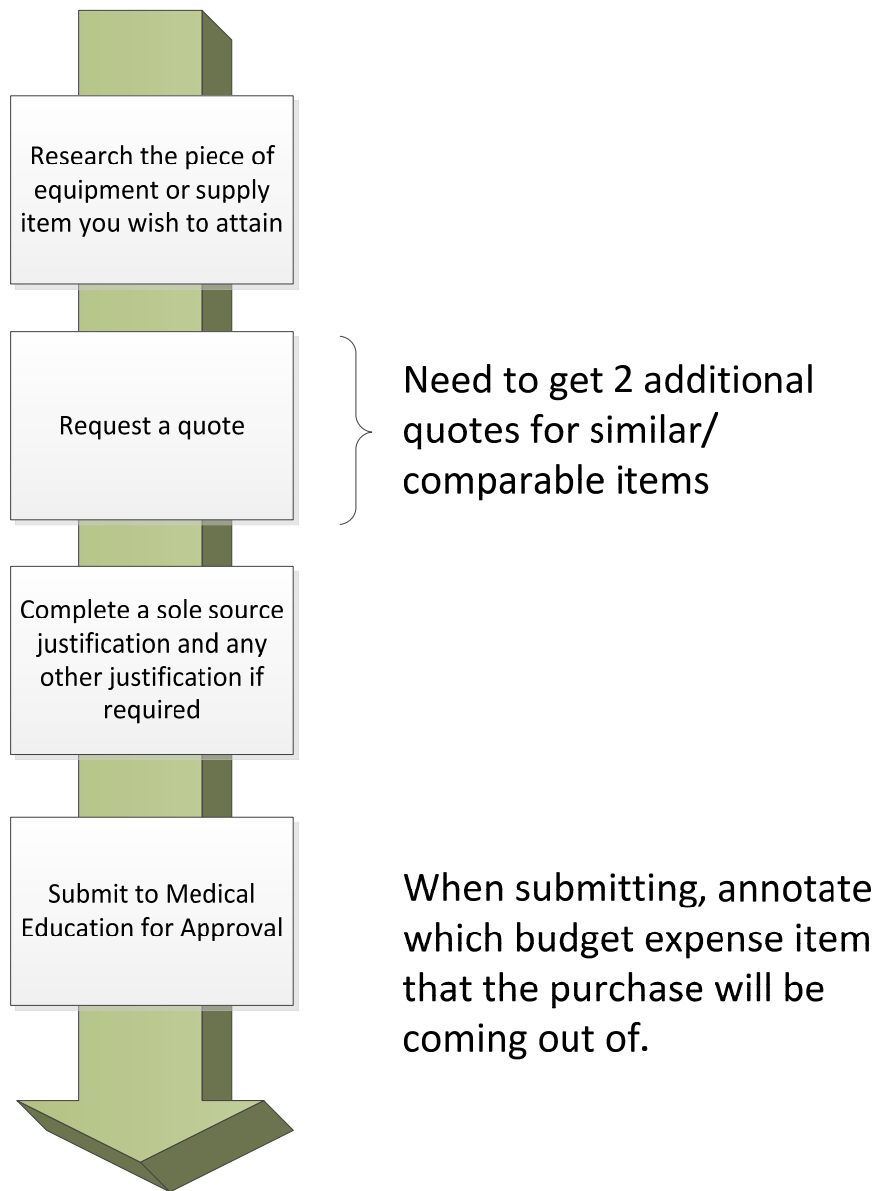 Research the piece of
equipment or supply
item you wish to attain
Request a quote
Need to get 2 additional
quotes for similar/
comparable items
Complete a sole source
justification and any
other justification if
required
Submit to Medical
Education for Approval
When submitting, annotate
which budget expense item
that the purchase will be
coming out of.